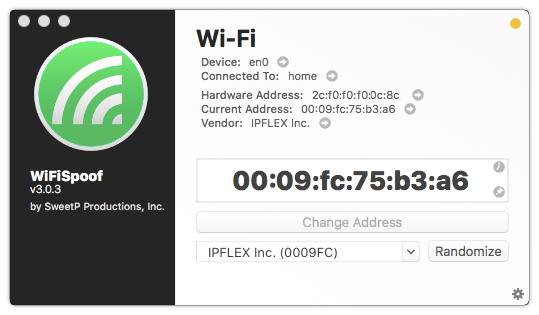 WiFiSpoof
v3.0.3
by SweetP Productions, Inc.
Wi-Fi
Device: en0
Connected To: home
Hardware Address: 2c:f0:f0:f0:0c:8c
Current Address: 00:09:fc:75:b3:a6
Vendor: IPFLEX Inc.
00:09:fc:75:b3:a6
Change Address
IPFLEX Inc. (0009FC)
Randomize